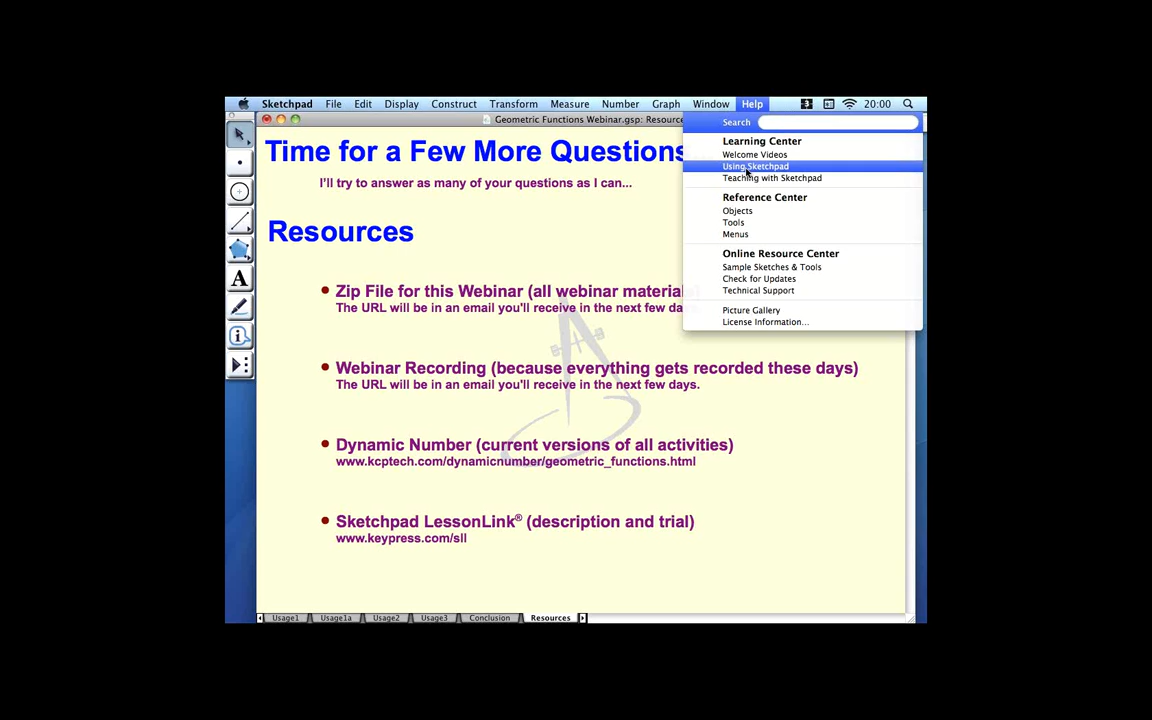 Sketchpad File Edit Display Construct Transform Measure Number Graph Window Help 20:00
Geometric Functions Webinar.gsp: Resource
Search
Learning Center
Welcome Videos
Using Sketchpad
Teaching with Sketchpad
Reference Center
Objects
Tools
Menus
Online Resource Center
Sample Sketches & Tools
Check for Updates
Technical Support
Picture Gallery
License Information...
A
Time for a Few More Questions
I'll try to answer as many of your questions as I can...
Resources
• Zip File for this Webinar (all webinar materials)
The URL will be in an email you'll receive in the next few da
• Webinar Recording (because everything gets recorded these days)
The URL will be in an email you'll receive in the next few days.
• Dynamic Number (current versions of all activities)
www.kcptech.com/dynamicnumber/geometric_functions.html
• Sketchpad LessonLink® (description and trial)
www.keypress.com/sll
Usage1 Usage1a Usage2 Usage3 Conclusion Resources